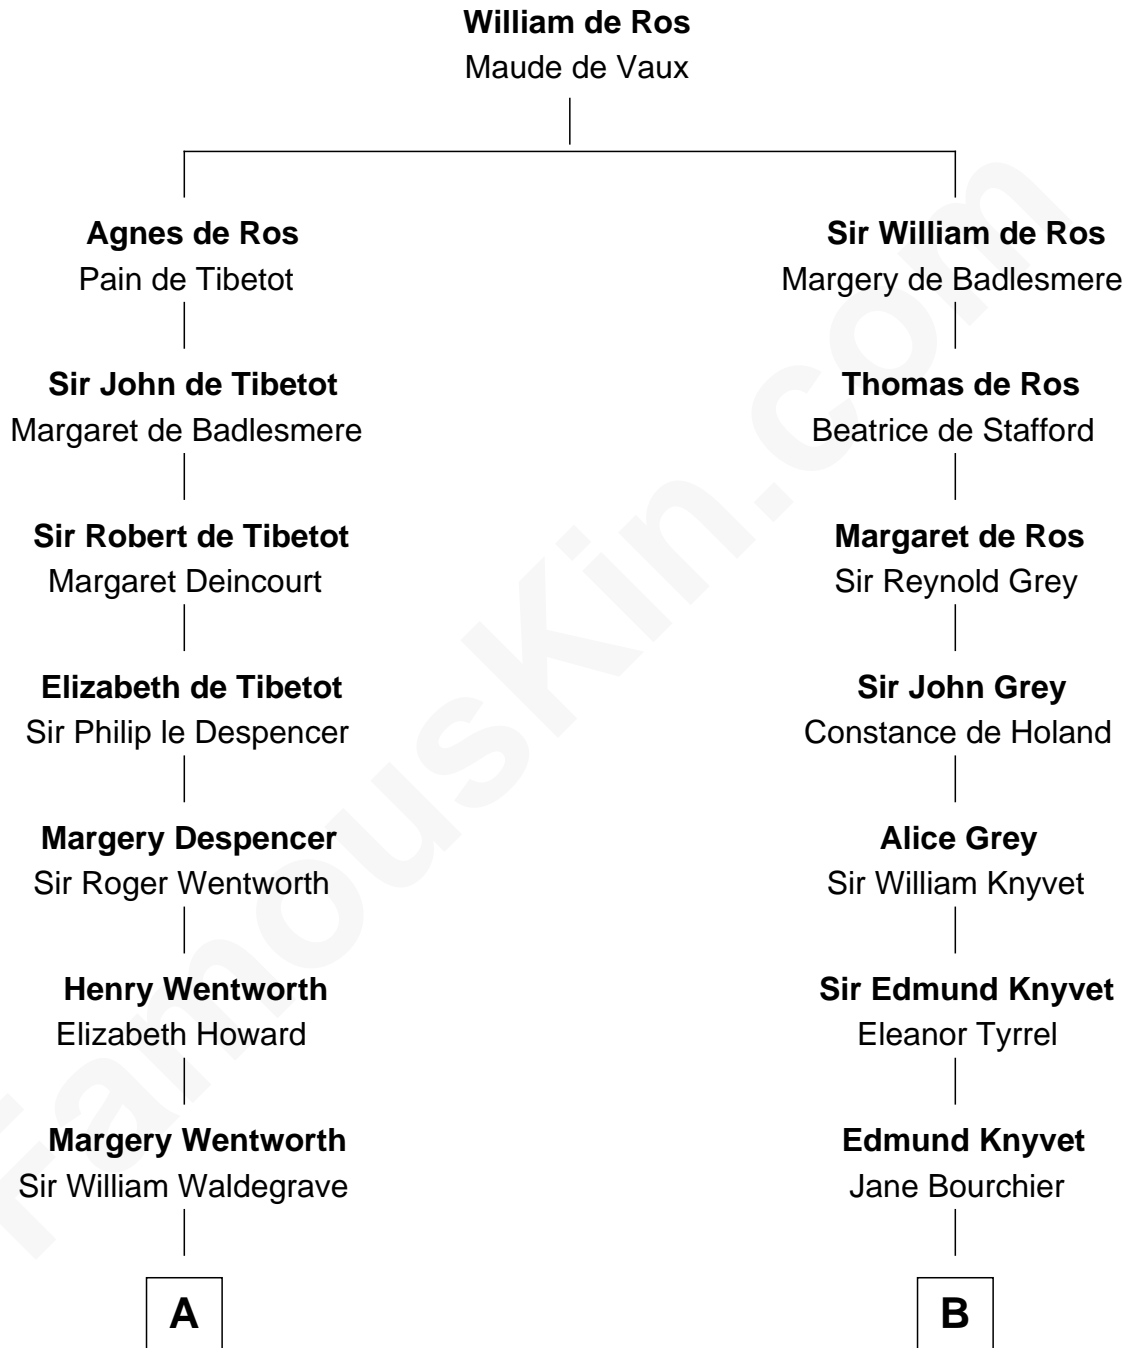 William de Ros
Maude de Vaux
Agnes de Ros
Pain de Tibetot
Sir William de Ros
Margery de Badlesmere
Sir John de Tibetot
Margaret de Badlesmere
Thomas de Ros
Beatrice de Stafford
Sir Robert de Tibetot
Margaret Deincourt
Margaret de Ros
Sir Reynold Grey
Elizabeth de Tibetot
Sir Philip le Despencer
Sir John Grey
Constance de Holand
Margery Despencer
Sir Roger Wentworth
Alice Grey
Sir William Knyvet
Henry Wentworth
Elizabeth Howard
Sir Edmund Knyvet
Eleanor Tyrrel
Margery Wentworth
Sir William Waldegrave
Edmund Knyvet
Jane Bourchier
A
B
FamousKin.com